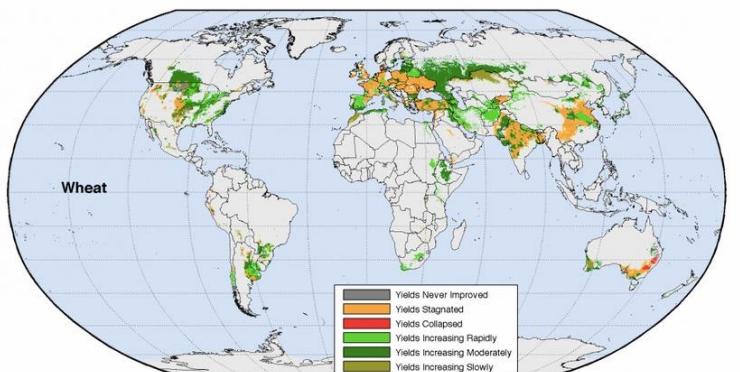 Wheat
Yields Never Improved
Yields Stagnated
Yields Collapsed
Yields Increasing Rapidly
Yields Increasing Moderately
Yields Increasing Slowly